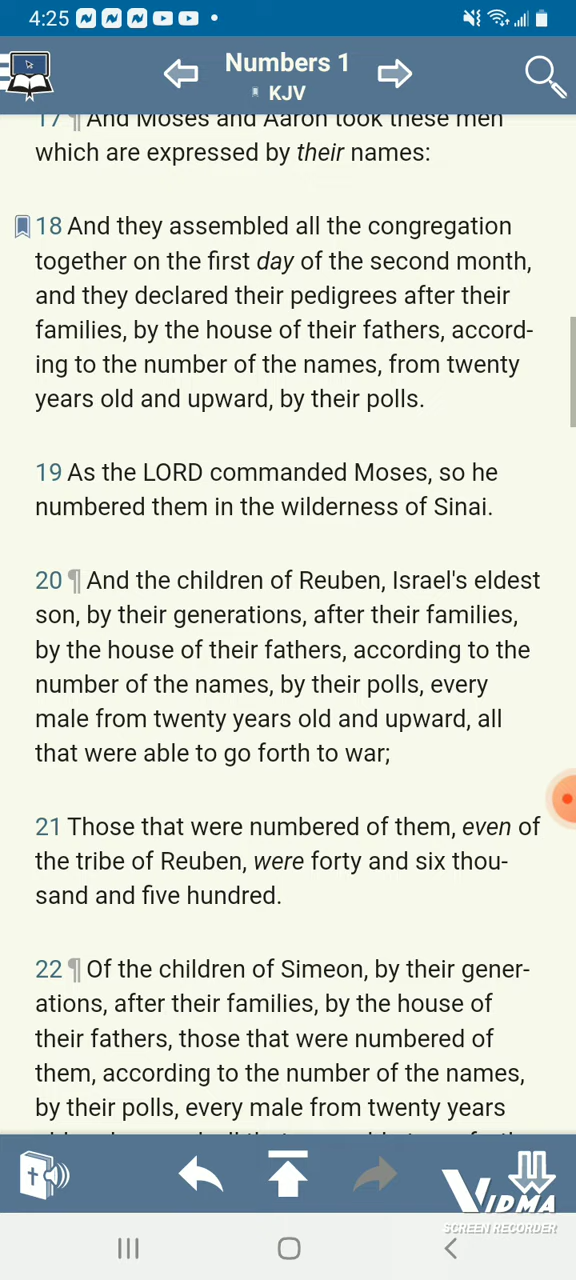 4:25
Numbers 1
KJV
17 ¶ And Moses and Aaron took these men
which are expressed by their names:
18 And they assembled all the congregation
together on the first day of the second month,
and they declared their pedigrees after their
families, by the house of their fathers, accord-
ing to the number of the names, from twenty
years old and upward, by their polls.
19 As the LORD commanded Moses, so he
numbered them in the wilderness of Sinai.
20 ¶ And the children of Reuben, Israel's eldest
son, by their generations, after their families,
by the house of their fathers, according to the
number of the names, by their polls, every
male from twenty years old and upward, all
that were able to go forth to war;
21 Those that were numbered of them, even of
the tribe of Reuben, were forty and six thou-
sand and five hundred.
22 ¶ Of the children of Simeon, by their gener-
ations, after their families, by the house of
their fathers, those that were numbered of
them, according to the number of the names,
by their polls, every male from twenty years
VIDMA
SCREEN RECORDER